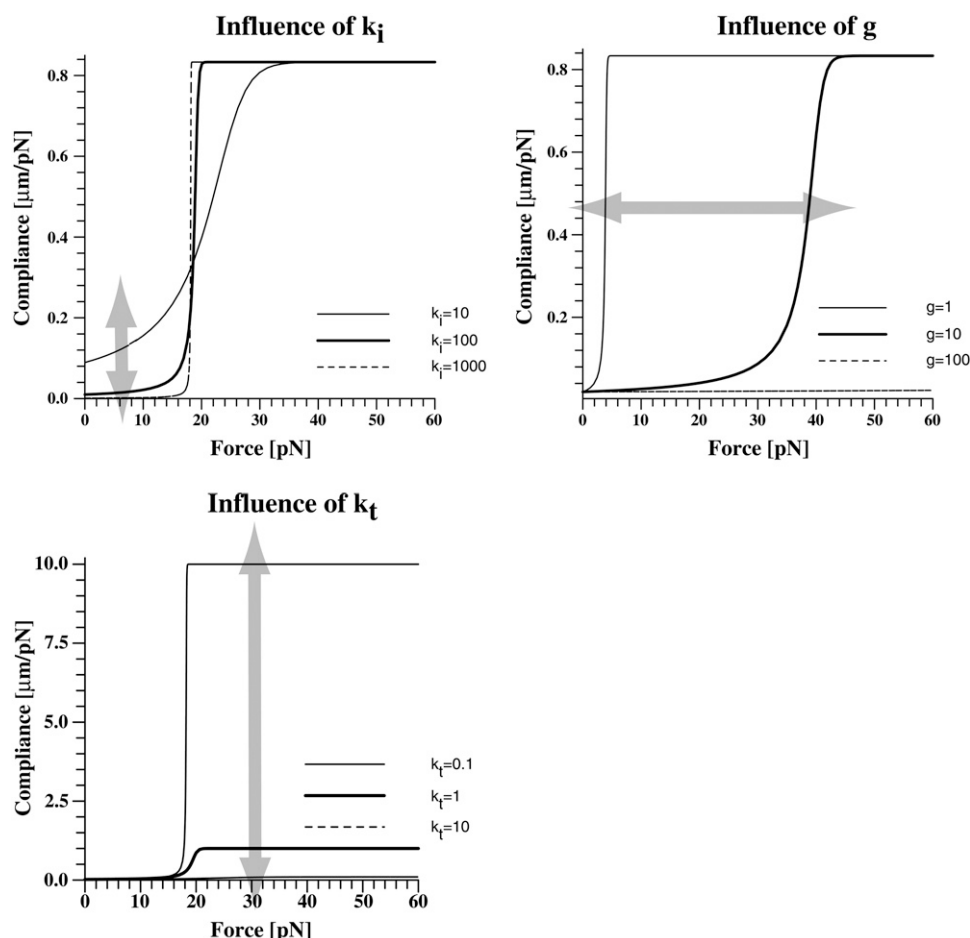 Influence of ki
Compliance [μm/pN]
0.8
0.6
0.4
0.2
0.0
ki=10
ki=100
ki=1000
0 10 20 30 40 50 60
Force [pN]
Influence of g
Compliance [μm/pN]
0.8
0.6
0.4
0.2
g=1
g=10
g=100
0 10 20 30 40 50 60
Force [pN]
Influence of kt
Compliance [μm/pN]
10.0
7.5
5.0
2.5
0.0
kt=0.1
kt=1
kt=10
0 10 20 30 40 50 60
Force [pN]